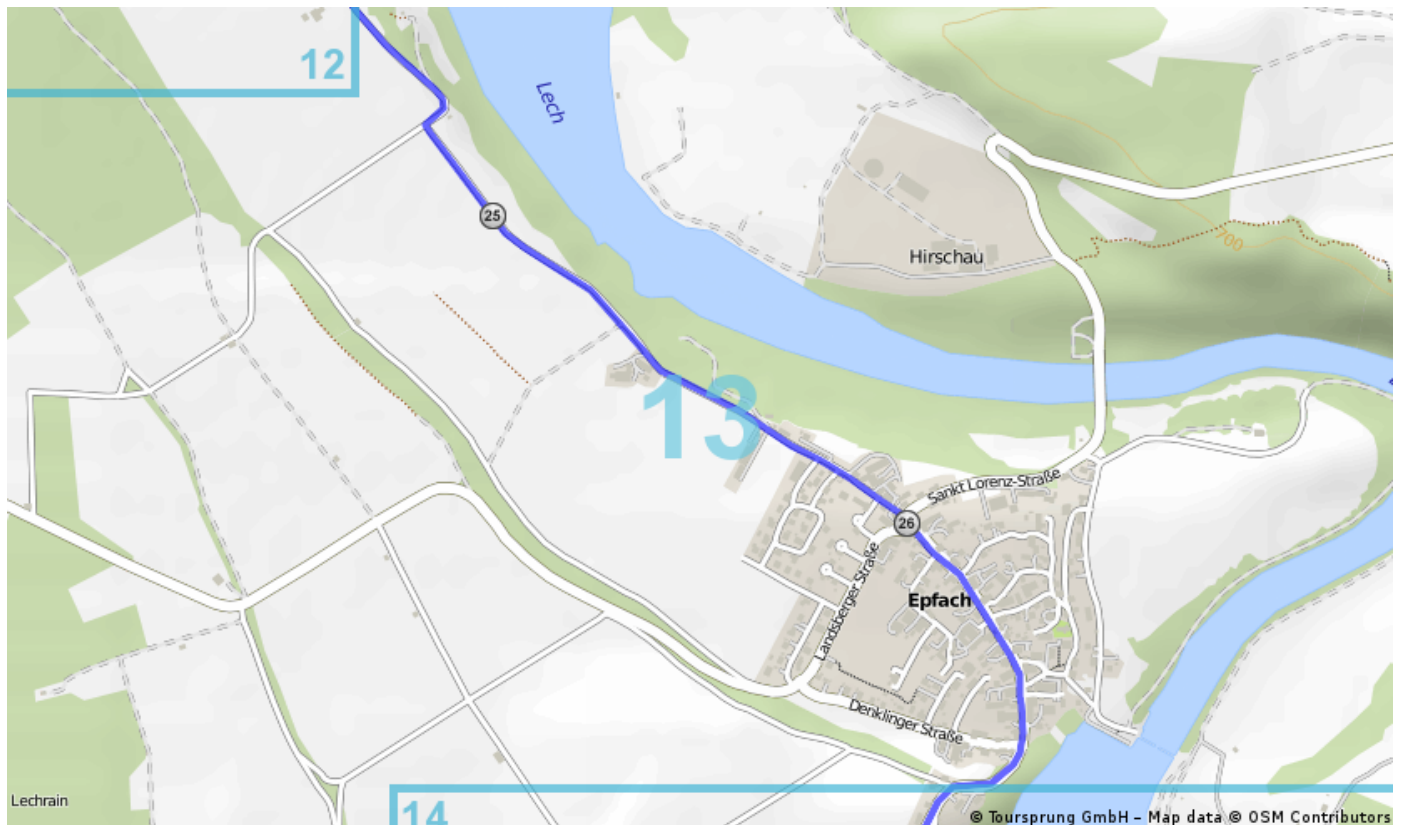 12
Lech
25
700
Hirschau
13
Sankt Lorenz-Straße
26
Landsberger Straße
Epfach
Denklinger Straße
Lechrain
14
© Toursprung GmbH – Map data © OSM Contributors